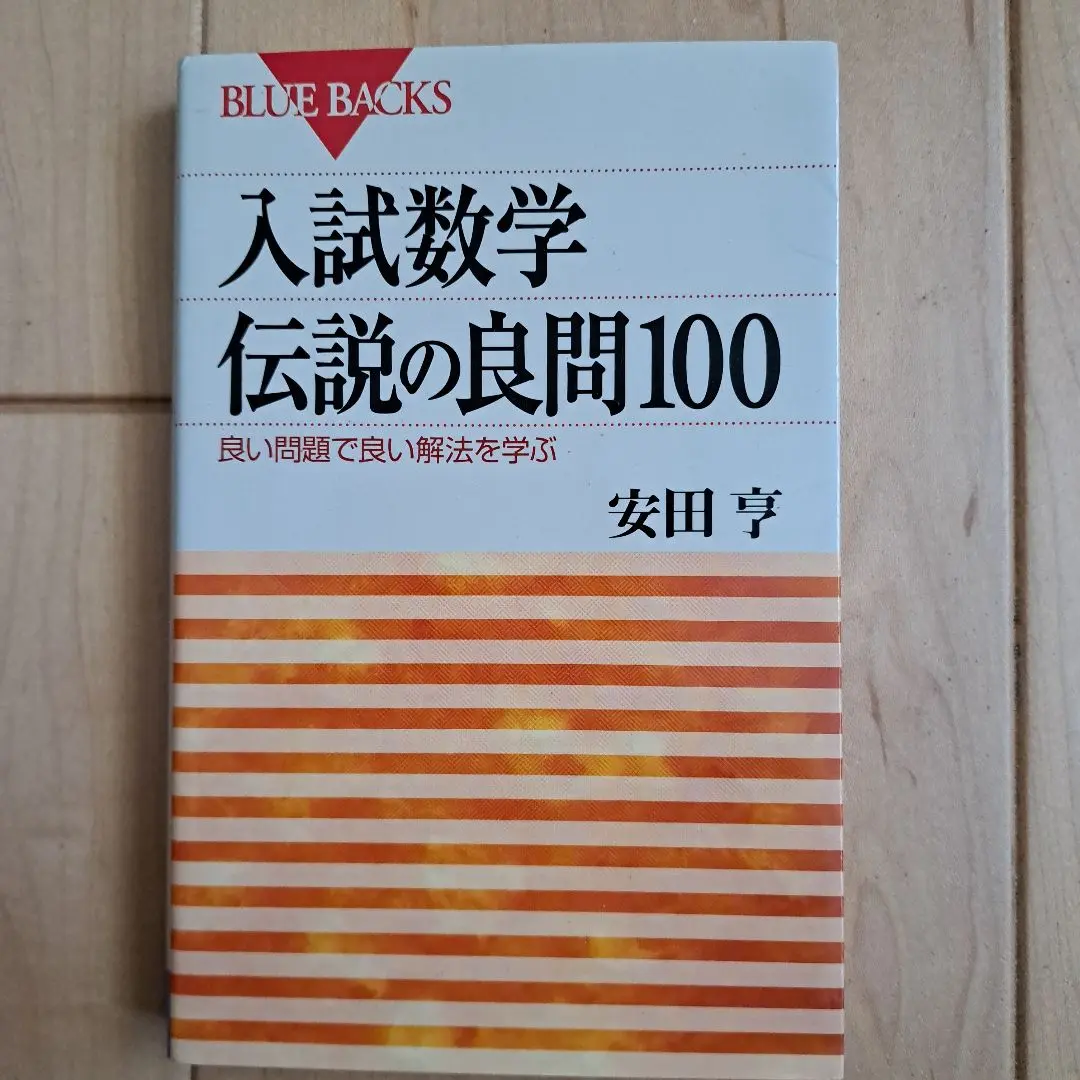 BLUE BACKS
入試数学
伝説の良問100
良い問題で良い解法を学ぶ
安田 亨